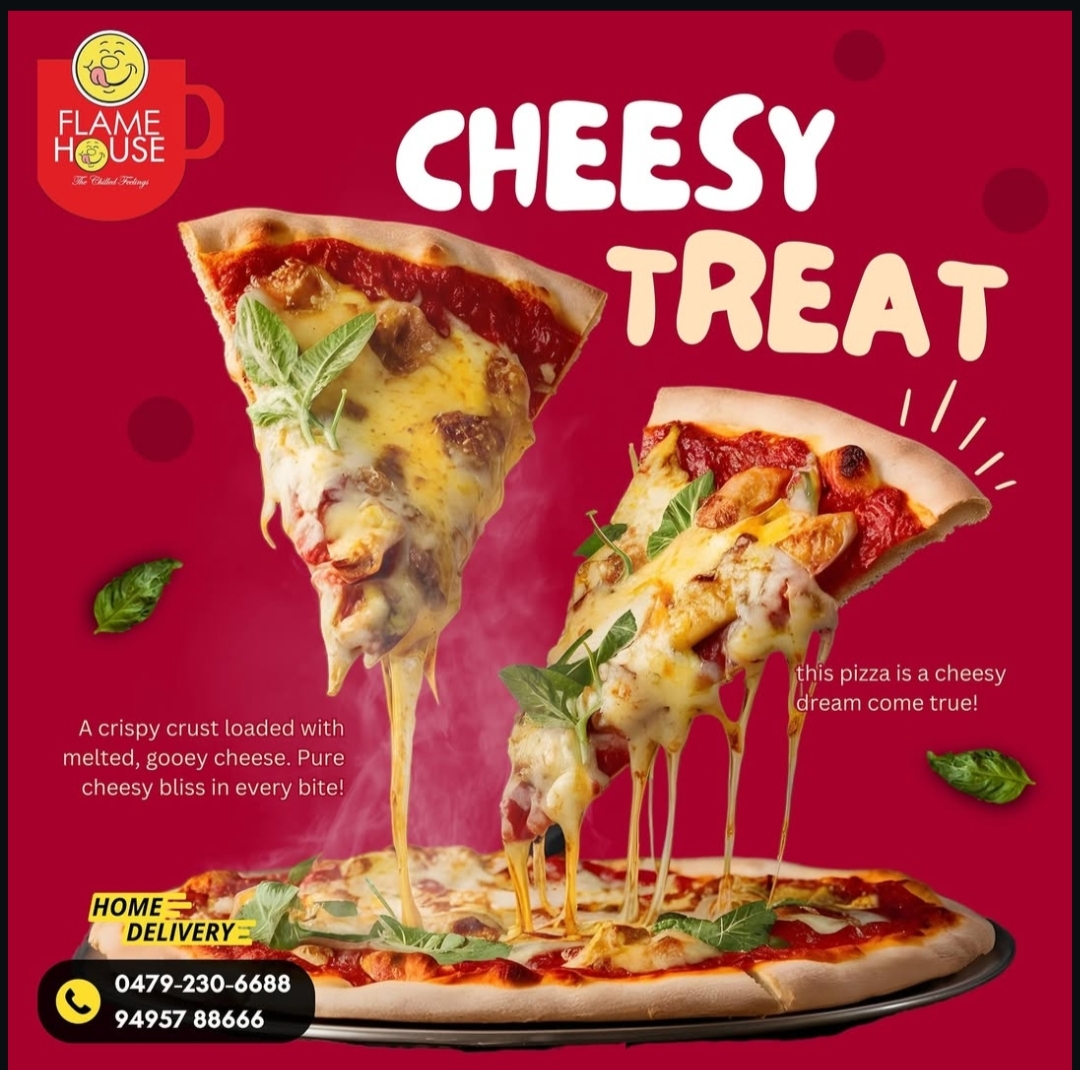 FLAME
HOUSE
The Chilled Feelings
CHEESY
TREAT
this pizza is a cheesy
dream come true!
A crispy crust loaded with
melted, gooey cheese. Pure
cheesy bliss in every bite!
HOME
DELIVERY
0479-230-6688
94957 88666